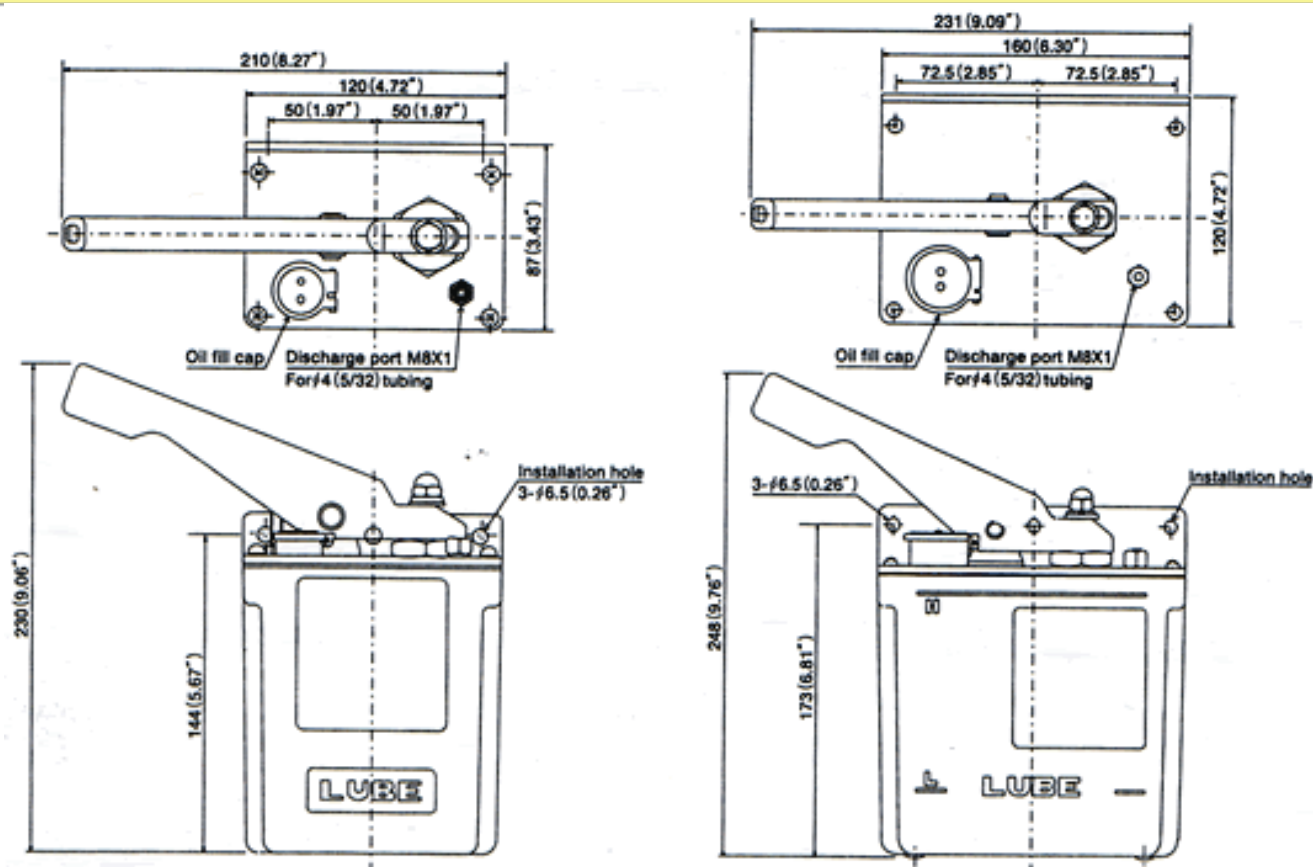 210(8.27″)
120(4.72″)
50(1.97″) 50(1.97″)
87(3.43″)
Oil fill cap
Discharge port M8X1
For∮4(5/32)tubing
230(9.06″)
144(5.67″)
Installation hole
3-∮6.5(0.26″)
LUBE
231(9.09″)
160(6.30″)
72.5(2.85″) 72.5(2.85″)
120(4.72″)
Oil fill cap
Discharge port M8X1
For∮4(5/32)tubing
248(9.76″)
173(6.81″)
3-∮6.5(0.26″)
Installation hole
H
L
LUBE